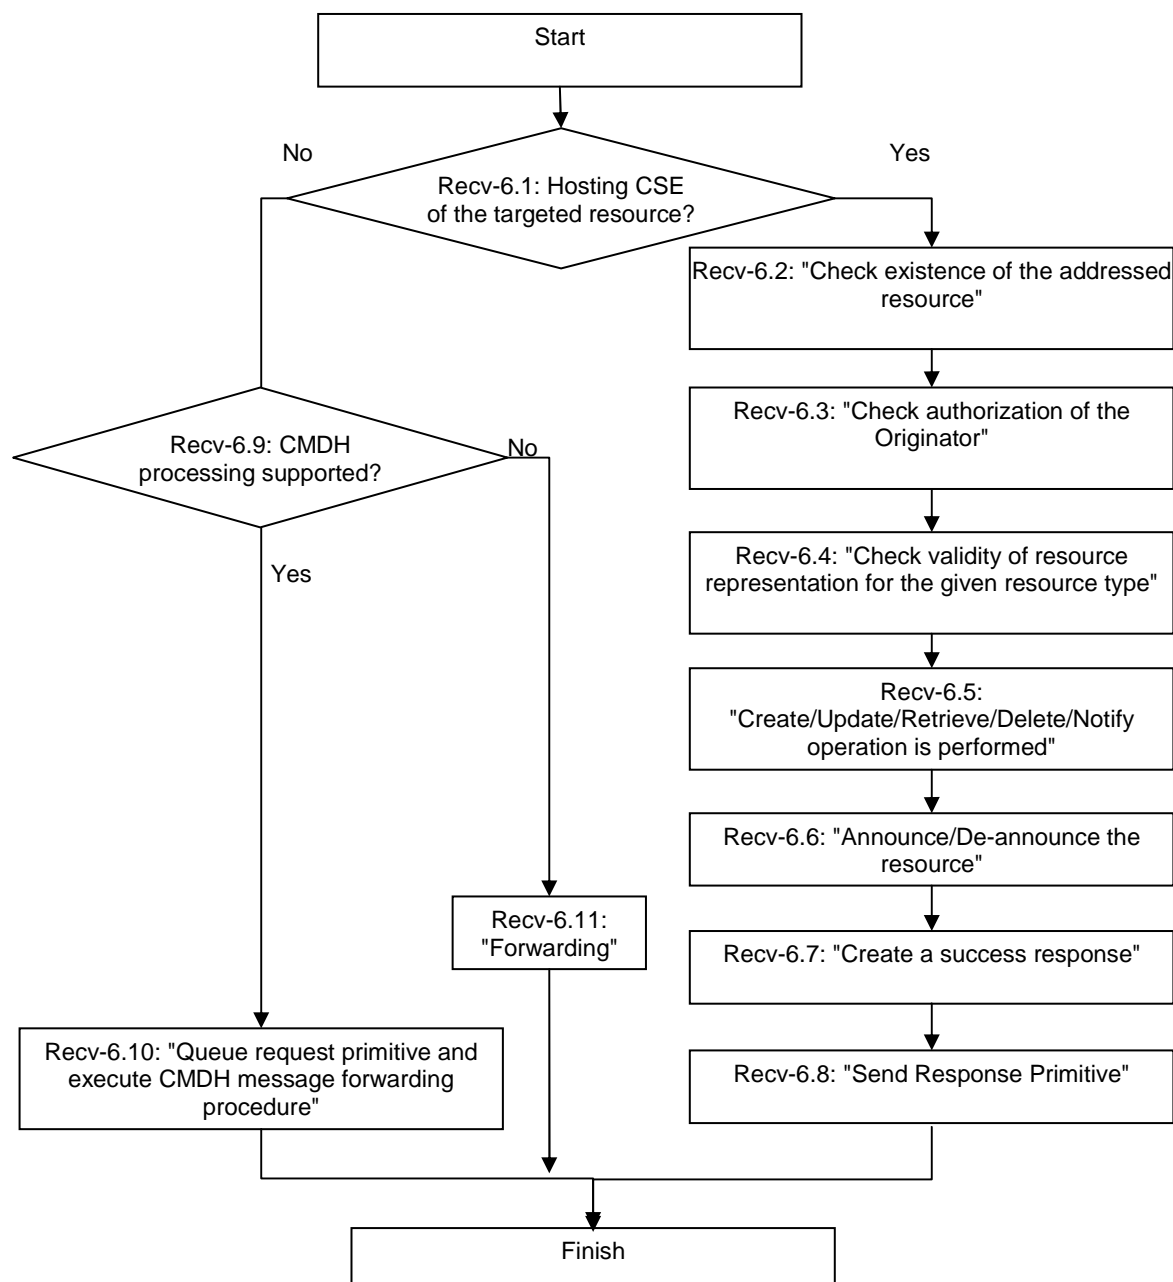 Start
No
Yes
Recv-6.1: Hosting CSE
of the targeted resource?
Recv-6.2: "Check existence of the addressed
resource"
Recv-6.3: "Check authorization of the
Originator"
Recv-6.9: CMDH
processing supported?
No
Yes
Recv-6.4: "Check validity of resource
representation for the given resource type"
Recv-6.5:
"Create/Update/Retrieve/Delete/Notify
operation is performed"
Recv-6.6: "Announce/De-announce the
resource"
Recv-6.11:
"Forwarding"
Recv-6.7: "Create a success response"
Recv-6.10: "Queue request primitive and
execute CMDH message forwarding
procedure"
Recv-6.8: "Send Response Primitive"
Finish